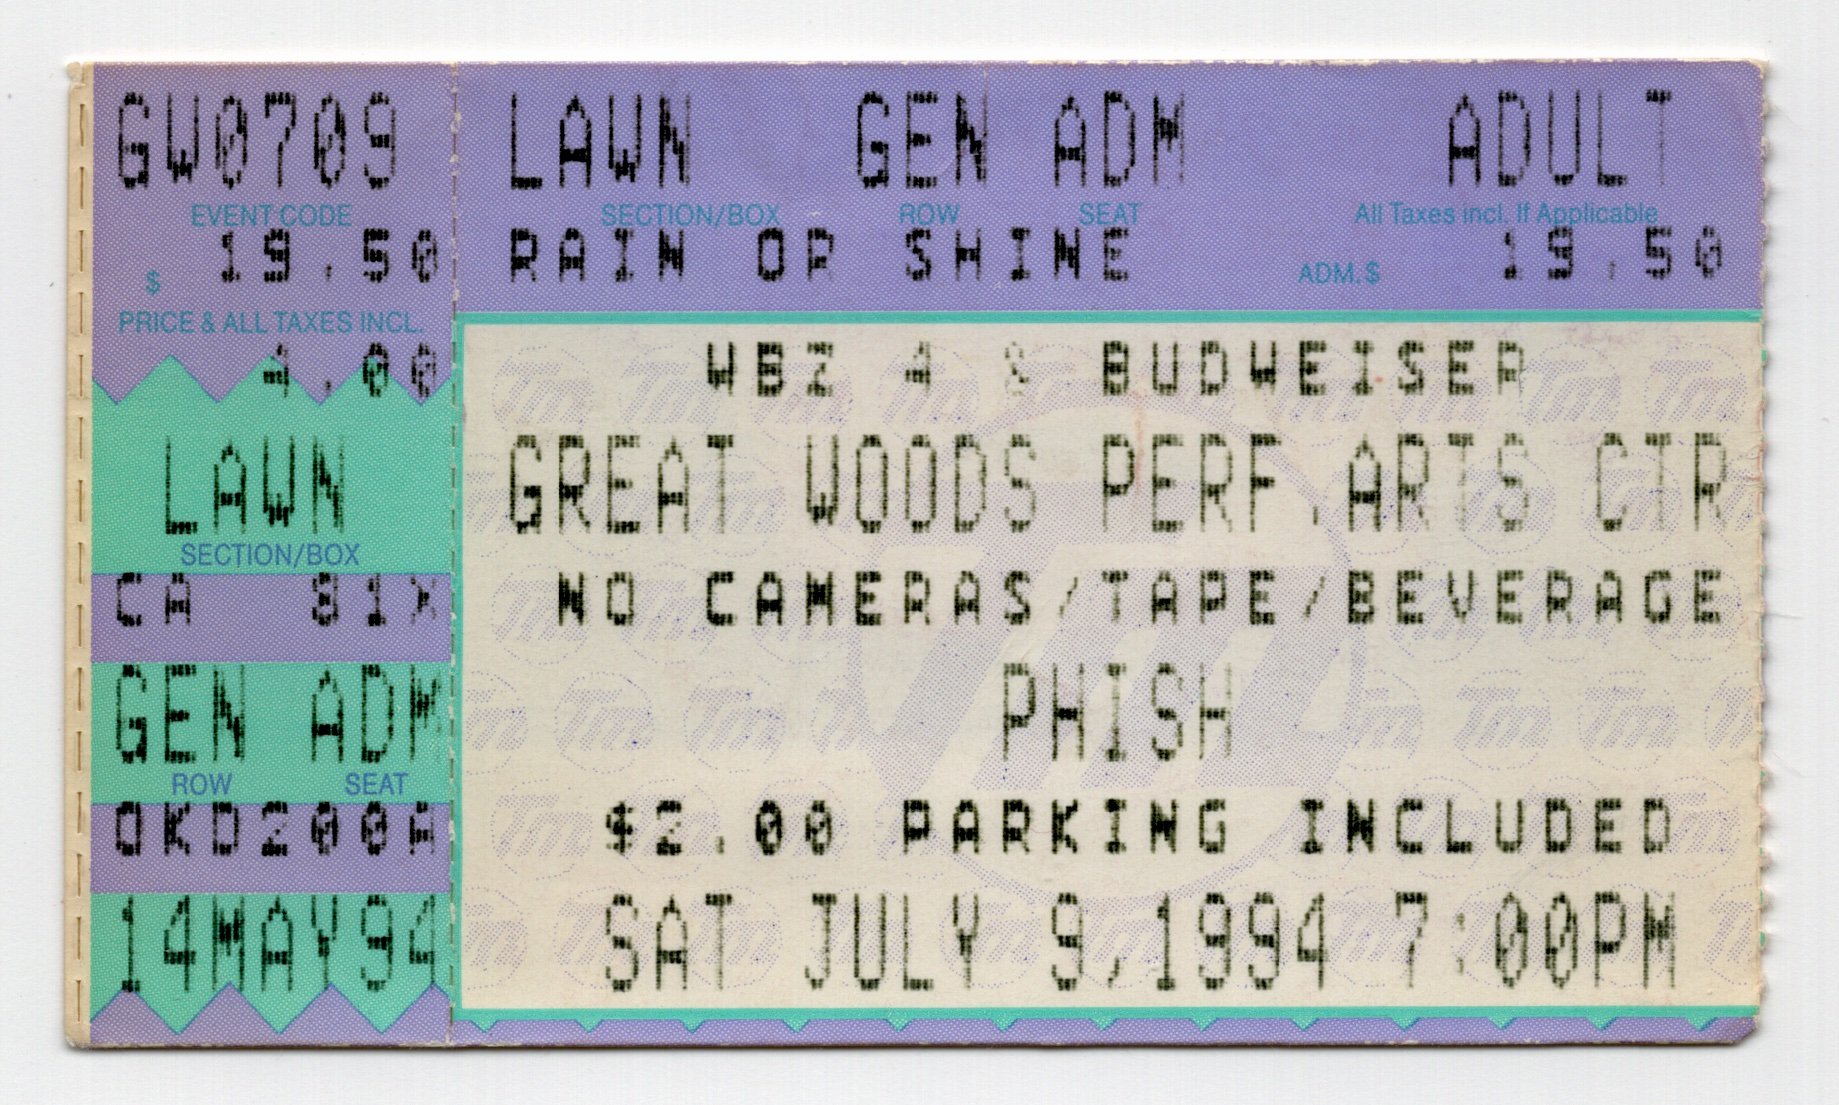 GW0709
EVENT CODE
$ 19.50
PRICE & ALL TAXES INCL.
4.00
LAWN
SECTION/BOX
CA 81X
GEN ADM
ROW SEAT
OKD200A
14MAY94
LAWN GEN ADM ADULT
SECTION/BOX ROW SEAT All Taxes incl. If Applicable
RAIN OR SHINE ADM. $ 19.50
WBZ 4 & BUDWEISER
GREAT WOODS PERF.ARTS CTR
NO CAMERAS/TAPE/BEVERAGE
PHISH
$2.00 PARKING INCLUDED
SAT JULY 9,1994 7:00PM